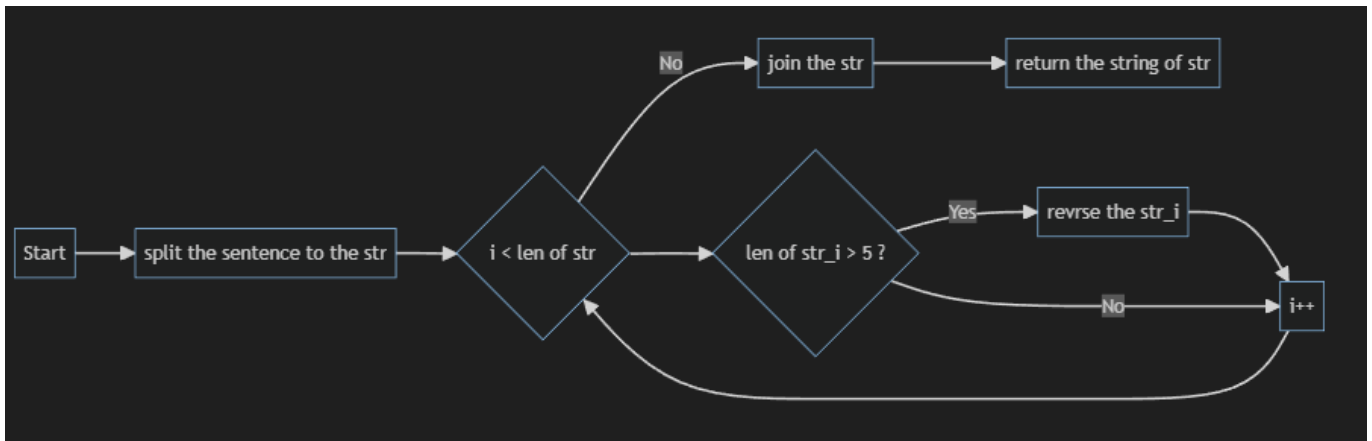 Start
split the sentence to the str
i < len of str
No
join the str
return the string of str
len of str_i > 5 ?
Yes
revrse the str_i
No
i++